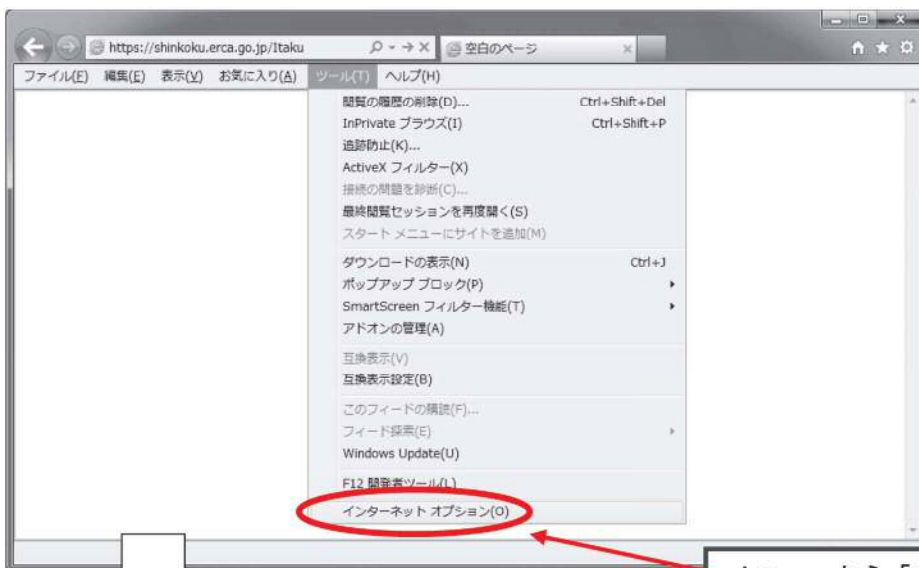 https://shinkoku.erca.go.jp/Itaku
空白のページ
ファイル(F) 編集(E) 表示(V) お気に入り(A) ツール(T) ヘルプ(H)
閲覧の履歴の削除(D)... Ctrl+Shift+Del
InPrivate ブラウズ(I) Ctrl+Shift+P
追跡防止(K)...
ActiveX フィルター(X)
接続の問題を診断(C)...
最終閲覧セッションを再度開く(S)
スタート メニューにサイトを追加(M)
ダウンロードの表示(N) Ctrl+J
ポップアップ ブロック(P)
SmartScreen フィルター機能(T)
アドオンの管理(A)
互換表示(V)
互換表示設定(B)
このフィードの購読(F)...
フィード探索(E)
Windows Update(U)
F12 開発者ツール(L)
インターネット オプション(O)